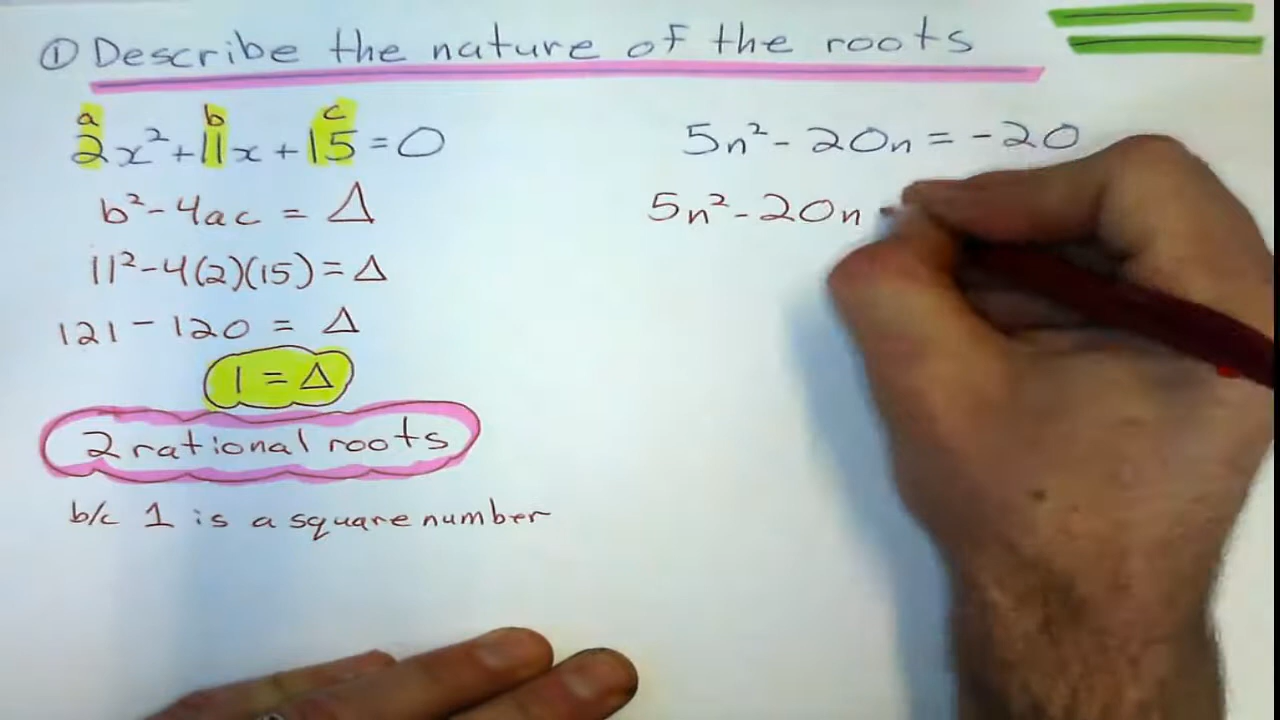 ① Describe the nature of the roots
a b c
2x² + 11x + 15 = 0
b² - 4ac = Δ
11² - 4(2)(15) = Δ
121 - 120 = Δ
1 = Δ
2 rational roots
b/c 1 is a square number
5n² - 20n = -20
5n² - 20n